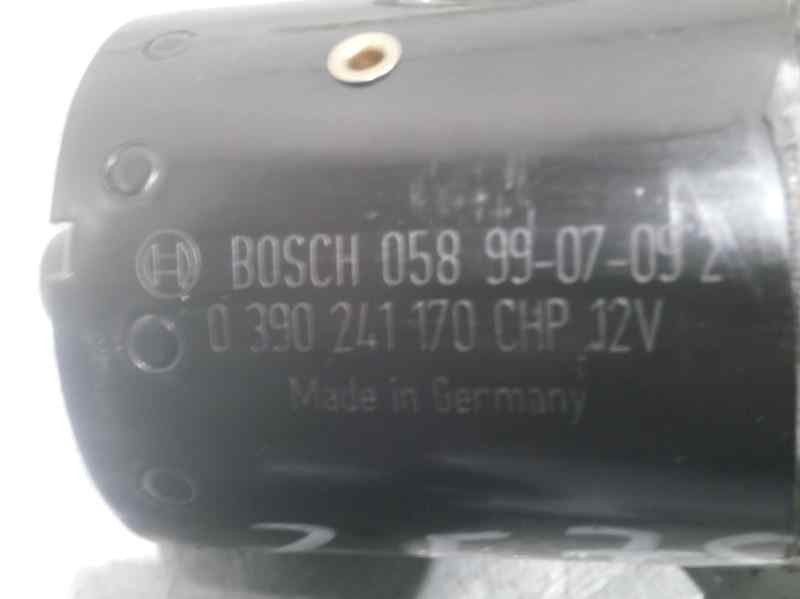 BOSCH 058 99-07-09 2
0 390 241 170 CHP 12V
Made in Germany